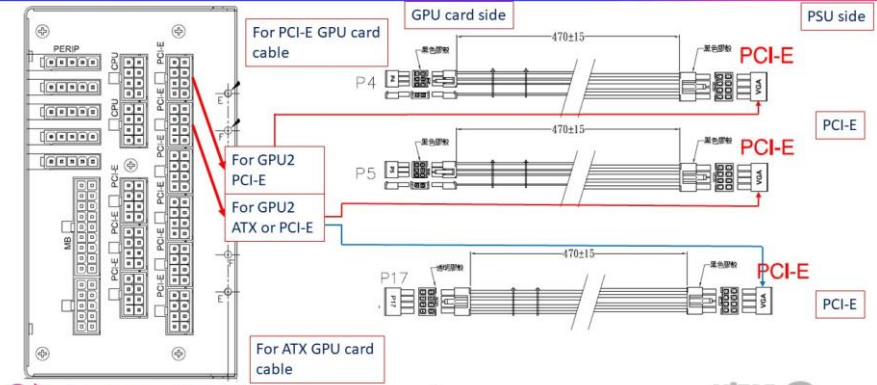 For PCI-E GPU card
cable
GPU card side
PSU side
PERIP
CPU
CPU
PCI-E
PCI-E
PCI-E
PCI-E
PCI-E
PCI-E
MB
E
F
F
E
P4
黑色膠殼
470±15
黑色膠殼
PCI-E
VGA
PCI-E
P5
黑色膠殼
470±15
黑色膠殼
PCI-E
VGA
For GPU2
PCI-E
For GPU2
ATX or PCI-E
P17
P17
透明膠殼
470±15
黑色膠殼
PCI-E
VGA
PCI-E
For ATX GPU card
cable